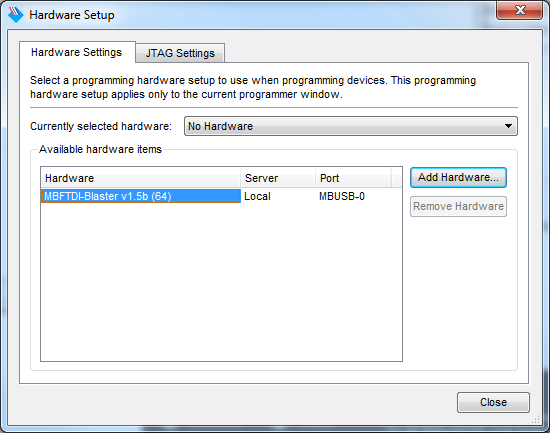 Hardware Setup
Hardware Settings
JTAG Settings
Select a programming hardware setup to use when programming devices. This programming
hardware setup applies only to the current programmer window.
Currently selected hardware:
No Hardware
Available hardware items
Hardware Server Port
MBFTDI-Blaster v1.5b (64) Local MBUSB-0
Add Hardware...
Remove Hardware
Close